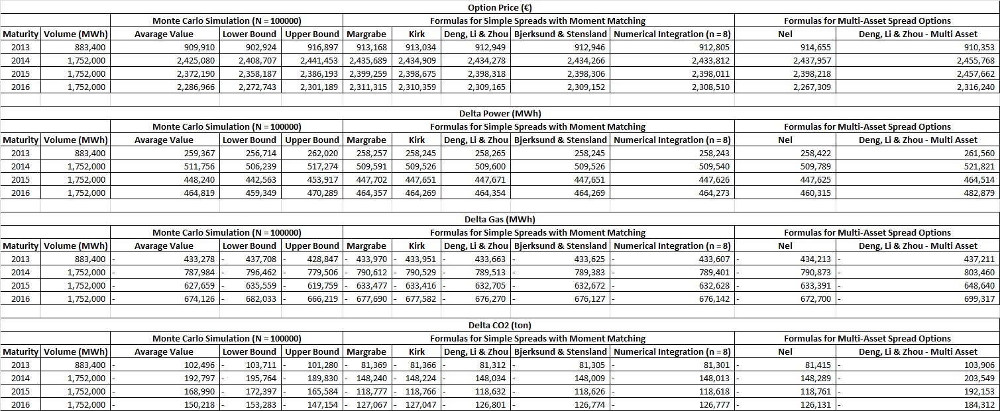 Option Price (€)
Monte Carlo Simulation (N = 100000) Formulas for Simple Spreads with Moment Matching Formulas for Multi-Asset Spread Options
Maturity Volume (MWh) Avarage Value Lower Bound Upper Bound Margrabe Kirk Deng, Li & Zhou Bjerksund & Stensland Numerical Integration (n = 8) Nel Deng, Li & Zhou - Multi Asset
2013 883,400 909,910 902,924 916,897 913,168 913,034 912,949 912,946 912,805 914,655 910,353
2014 1,752,000 2,425,080 2,408,707 2,441,453 2,435,689 2,434,909 2,434,278 2,434,266 2,433,812 2,437,957 2,455,768
2015 1,752,000 2,372,190 2,358,187 2,386,193 2,399,259 2,398,675 2,398,318 2,398,306 2,398,011 2,398,218 2,457,662
2016 1,752,000 2,286,966 2,272,743 2,301,189 2,311,315 2,310,359 2,309,165 2,309,152 2,308,510 2,267,309 2,316,240
Delta Power (MWh)
Monte Carlo Simulation (N = 100000) Formulas for Simple Spreads with Moment Matching Formulas for Multi-Asset Spread Options
Maturity Volume (MWh) Avarage Value Lower Bound Upper Bound Margrabe Kirk Deng, Li & Zhou Bjerksund & Stensland Numerical Integration (n = 8) Nel Deng, Li & Zhou - Multi Asset
2013 883,400 259,367 256,714 262,020 258,257 258,245 258,265 258,245 258,243 258,422 261,560
2014 1,752,000 511,756 506,239 517,274 509,591 509,526 509,600 509,526 509,540 509,789 521,821
2015 1,752,000 448,240 442,563 453,917 447,702 447,651 447,671 447,651 447,626 447,625 464,514
2016 1,752,000 464,819 459,349 470,289 464,357 464,269 464,354 464,269 464,273 460,315 482,879
Delta Gas (MWh)
Monte Carlo Simulation (N = 100000) Formulas for Simple Spreads with Moment Matching Formulas for Multi-Asset Spread Options
Maturity Volume (MWh) Avarage Value Lower Bound Upper Bound Margrabe Kirk Deng, Li & Zhou Bjerksund & Stensland Numerical Integration (n = 8) Nel Deng, Li & Zhou - Multi Asset
2013 883,400 - 433,278 - 437,708 - 428,847 - 433,970 - 433,951 - 433,663 - 433,625 - 433,607 - 434,213 - 437,211
2014 1,752,000 - 787,984 - 796,462 - 779,506 - 790,612 - 790,529 - 789,513 - 789,383 - 789,401 - 790,873 - 803,460
2015 1,752,000 - 627,659 - 635,559 - 619,759 - 633,477 - 633,416 - 632,705 - 632,672 - 632,628 - 633,391 - 648,640
2016 1,752,000 - 674,126 - 682,033 - 666,219 - 677,690 - 677,582 - 676,270 - 676,127 - 676,142 - 672,700 - 699,317
Delta CO2 (ton)
Monte Carlo Simulation (N = 100000) Formulas for Simple Spreads with Moment Matching Formulas for Multi-Asset Spread Options
Maturity Volume (MWh) Avarage Value Lower Bound Upper Bound Margrabe Kirk Deng, Li & Zhou Bjerksund & Stensland Numerical Integration (n = 8) Nel Deng, Li & Zhou - Multi Asset
2013 883,400 - 102,496 - 103,711 - 101,280 - 81,369 - 81,366 - 81,312 - 81,305 - 81,301 - 81,415 - 103,906
2014 1,752,000 - 192,797 - 195,764 - 189,830 - 148,240 - 148,224 - 148,034 - 148,009 - 148,013 - 148,289 - 203,549
2015 1,752,000 - 168,990 - 172,397 - 165,584 - 118,777 - 118,766 - 118,632 - 118,626 - 118,618 - 118,761 - 192,153
2016 1,752,000 - 150,218 - 153,283 - 147,154 - 127,067 - 127,047 - 126,801 - 126,774 - 126,777 - 126,131 - 184,312